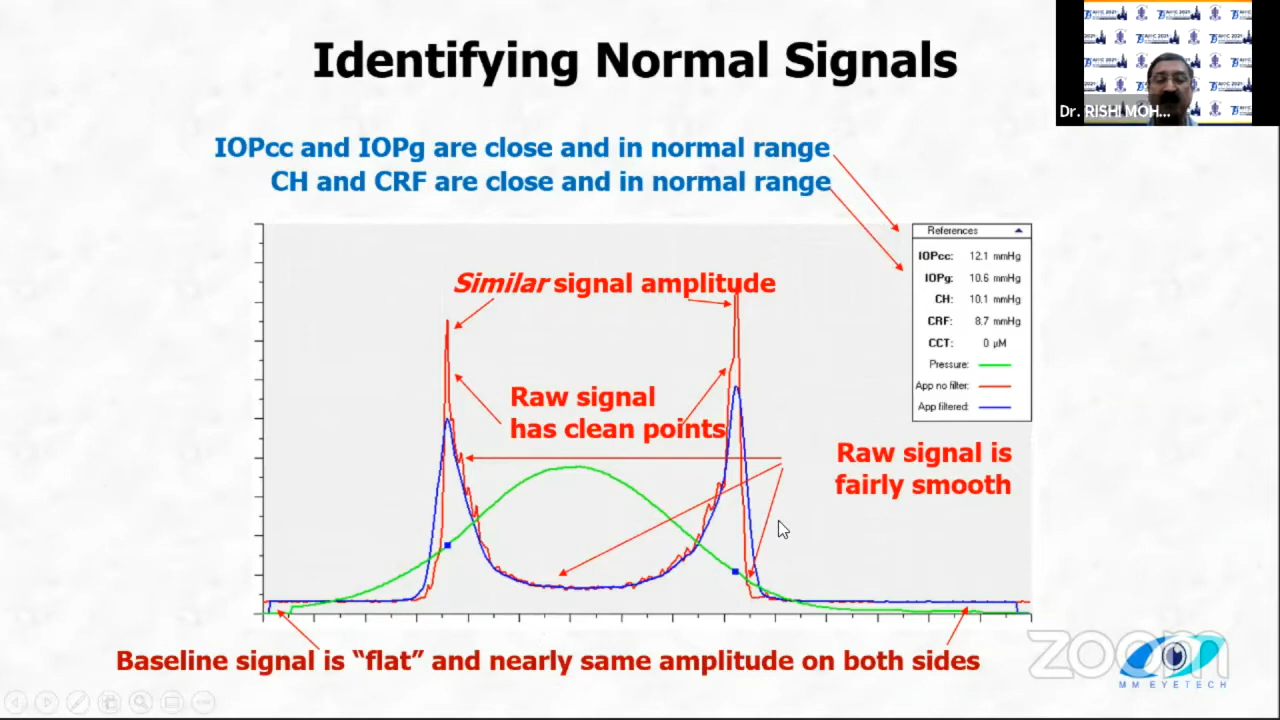 Identifying Normal Signals
Dr. RISHI MOH...
IOPcc and IOPg are close and in normal range
CH and CRF are close and in normal range
References
IOPcc: 12.1 mmHg
IOPg: 10.6 mmHg
CH: 10.1 mmHg
CRF: 8.7 mmHg
CCT: 0 µM
Pressure:
App no filter:
App filtered:
Similar signal amplitude
Raw signal
has clean points
Raw signal is
fairly smooth
Baseline signal is “flat” and nearly same amplitude on both sides
zoom
MM EYETECH